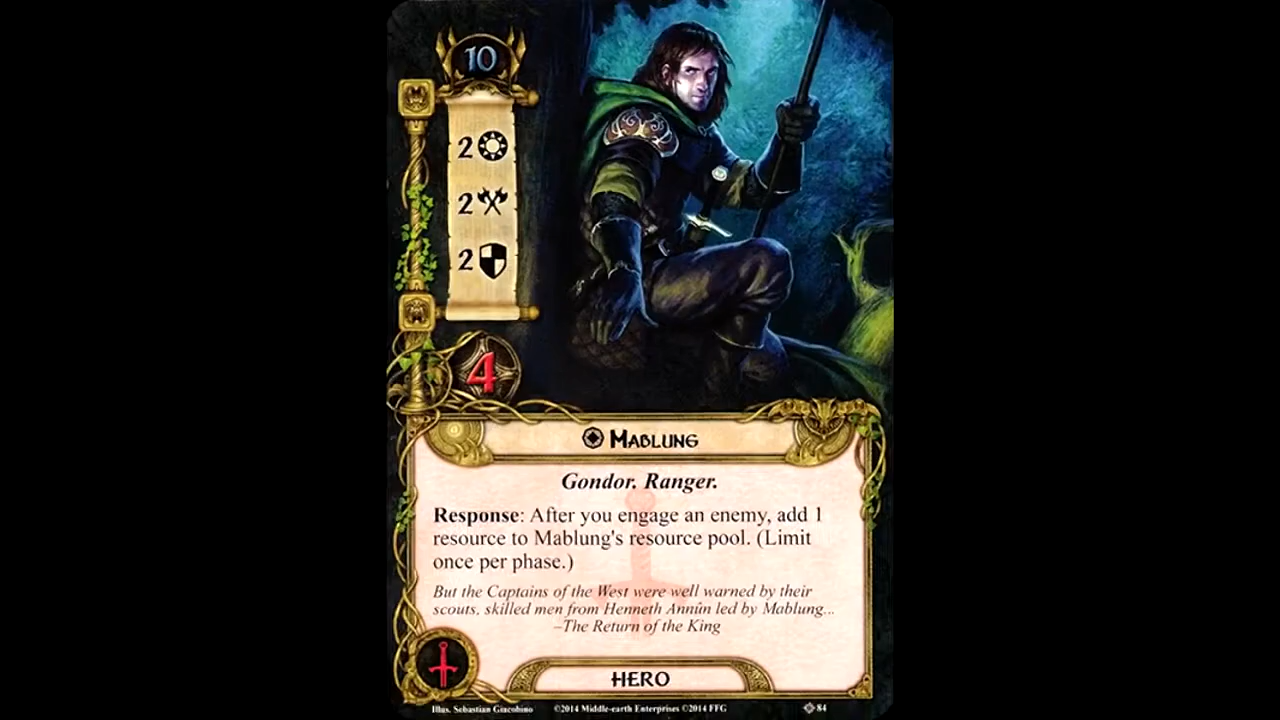 10
2
2
2
4
MABLUNG
Gondor. Ranger.
Response: After you engage an enemy, add 1
resource to Mablung's resource pool. (Limit
once per phase.)
But the Captains of the West were well warned by their
scouts, skilled men from Henneth Annûn led by Mablung...
–The Return of the King
HERO
Illus. Sebastian Giacobino ©2014 Middle-earth Enterprises ©2014 FFG 84